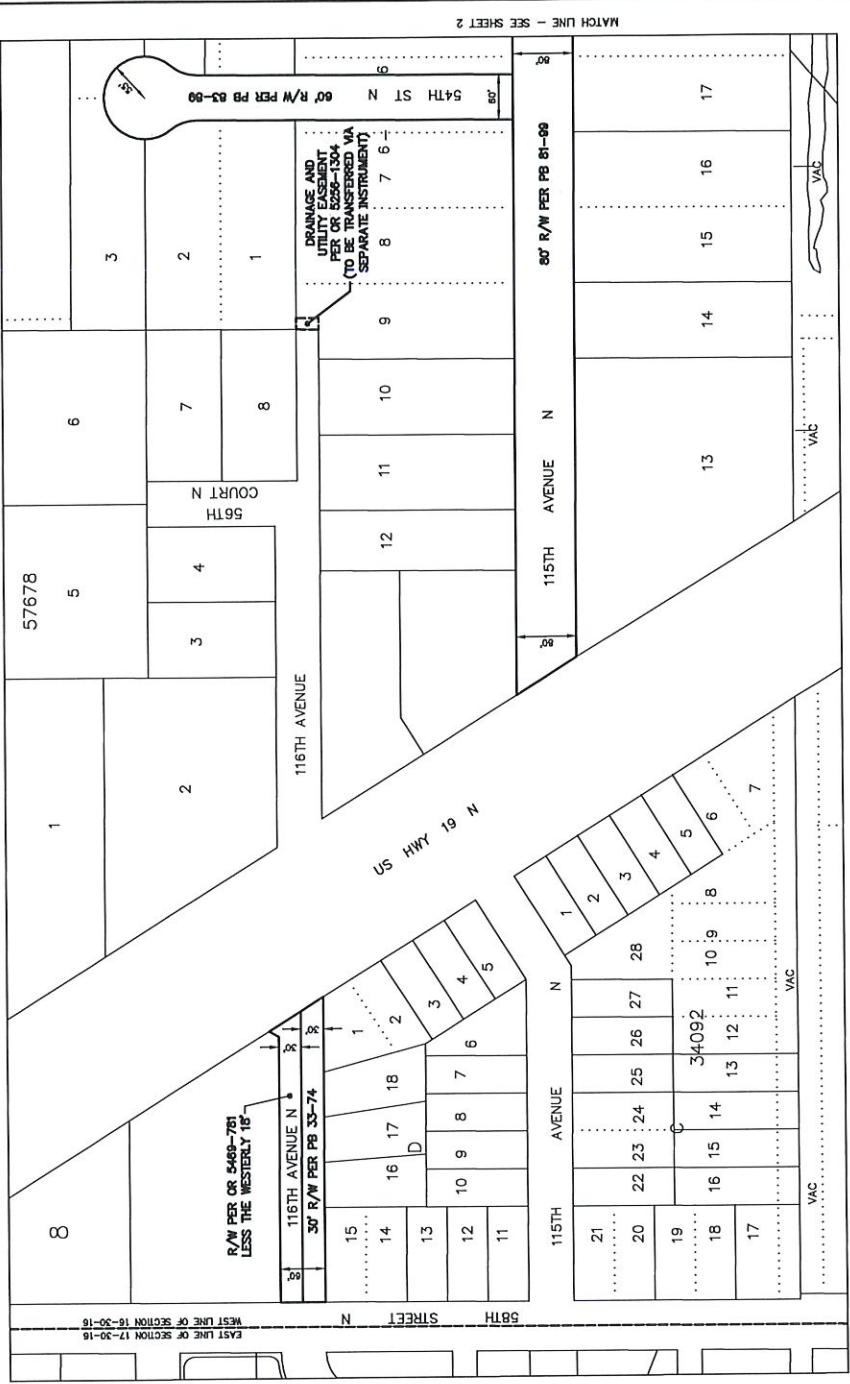 MATCH LINE - SEE SHEET 2
54TH ST N 60' R/W PER PB 83-89
55'
60'
DRAINAGE AND
UTILITY EASEMENT
PER OR 5256-1304
(TO BE TRANSFERRED VIA
SEPARATE INSTRUMENT)
57678
1
2
3
4
5
6
7
8
3
2
1
56TH
COURT N
116TH AVENUE
6
6
7
8
9
10
11
12
80' R/W PER PB 81-99
115TH AVENUE N
80'
80'
17
16
15
14
13
VAC
VAC
US HWY 19 N
8
R/W PER OR 5469-781
LESS THE WESTERLY 18'
116TH AVENUE N
30' R/W PER PB 33-74
30'
30'
60'
1
2
3
4
5
6
7
8
9
10
11
12
13
14
15
16
17
18
D
115TH AVENUE N
1
2
3
4
5
6
7
8
9
10
11
12
13
14
15
16
17
18
19
20
21
22
23
24
25
26
27
28
34092
C
VAC
VAC
58TH STREET N
WEST LINE OF SECTION 16-30-16
EAST LINE OF SECTION 17-30-16